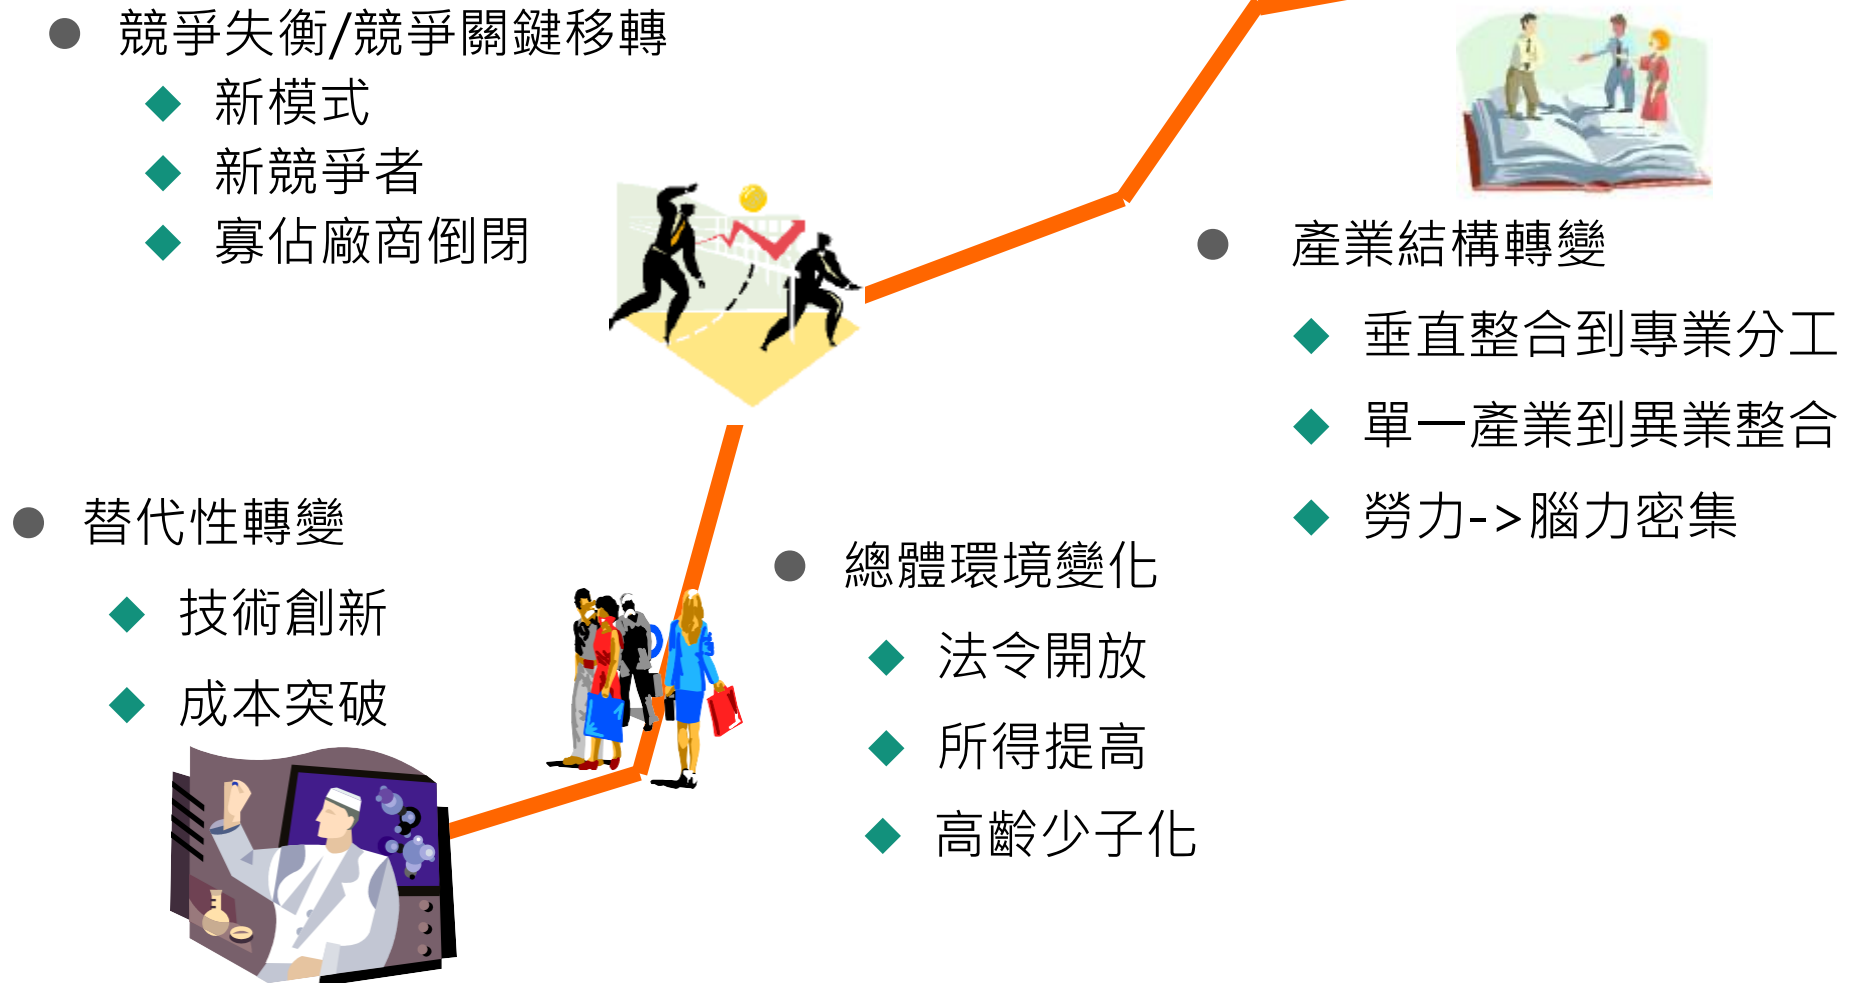 競爭失衡/競爭關鍵移轉
新模式
新競爭者
寡佔廠商倒閉
產業結構轉變
垂直整合到專業分工
單一產業到異業整合
勞力->腦力密集
替代性轉變
技術創新
成本突破
總體環境變化
法令開放
所得提高
高齡少子化